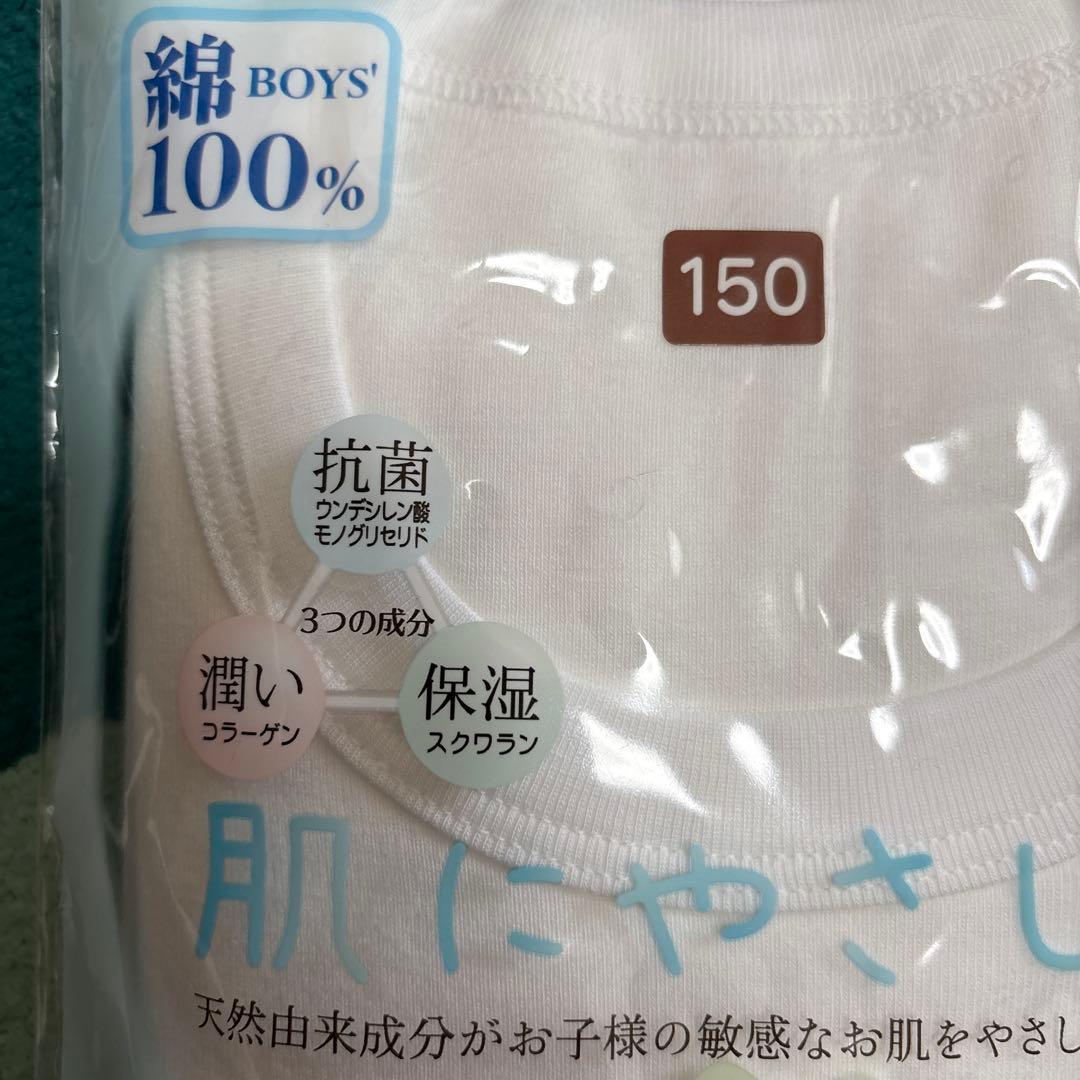 綿 BOYS'
100%
150
抗菌
ウンデシレン酸
モノグリセリド
3つの成分
潤い
コラーゲン
保湿
スクワラン
肌にやさし
天然由来成分がお子様の敏感なお肌をやさし